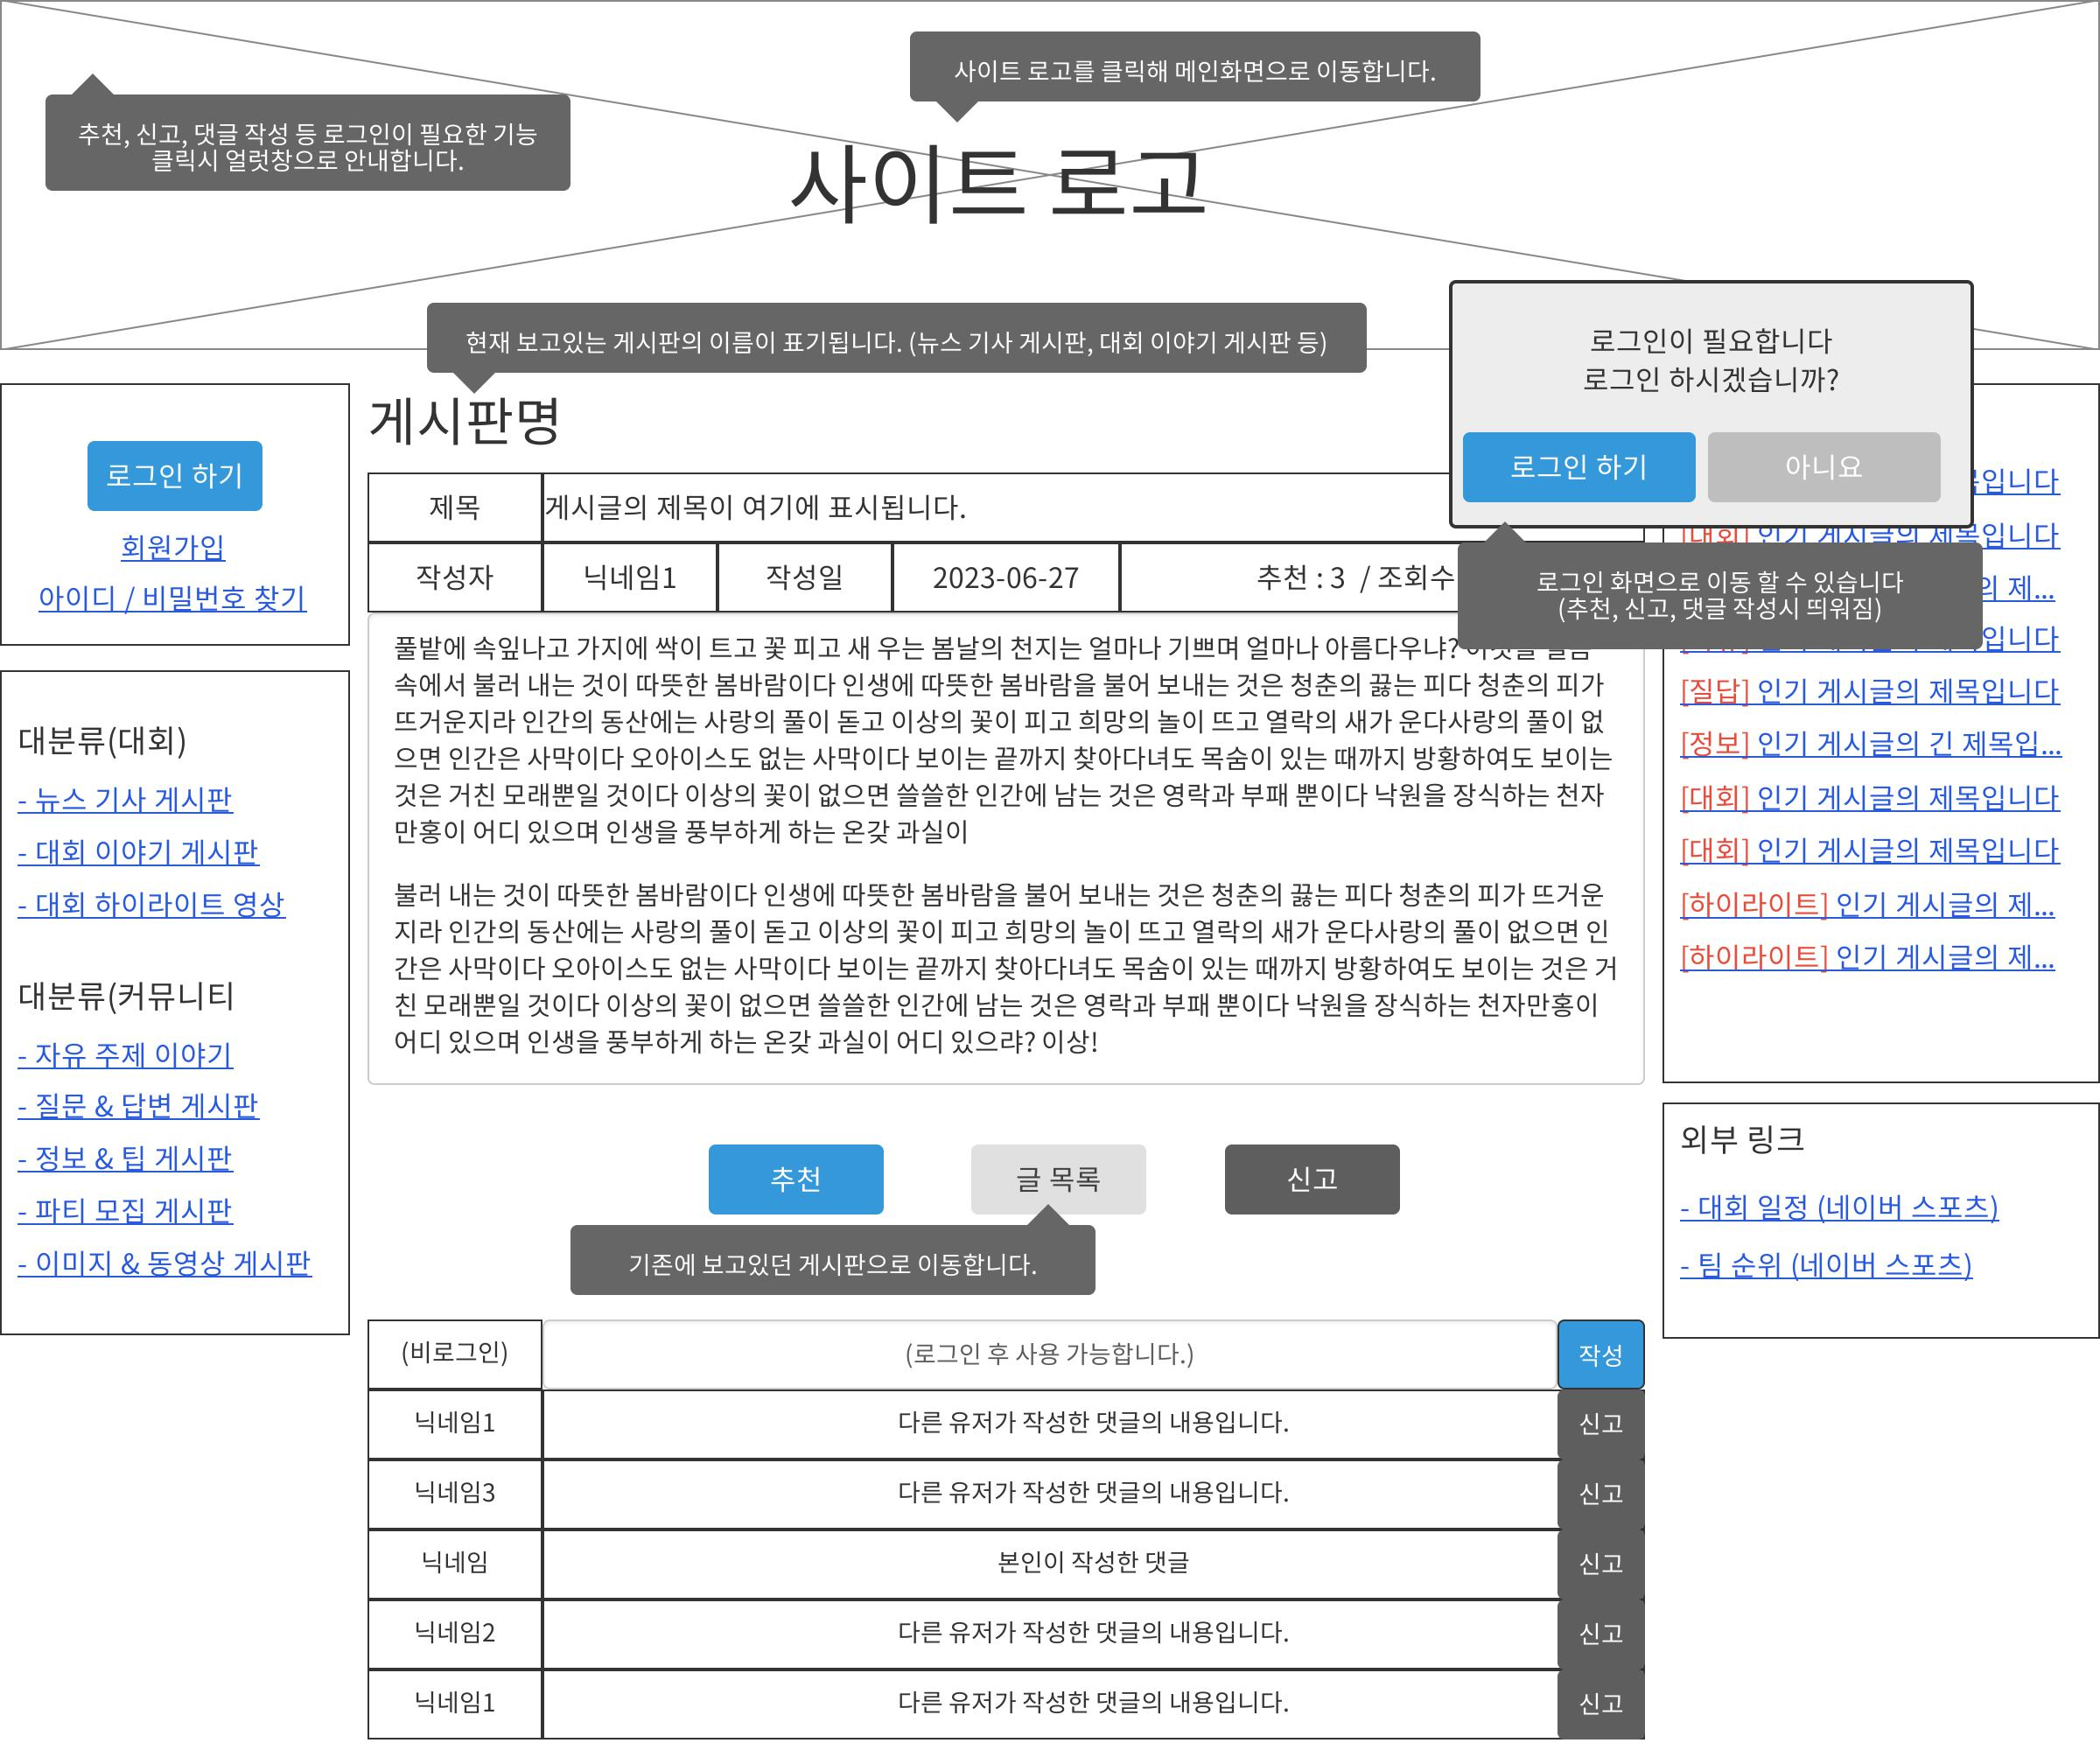 사이트 로고를 클릭해 메인화면으로 이동합니다.
추천, 신고, 댓글 작성 등 로그인이 필요한 기능
클릭시 얼럿창으로 안내합니다.
사이트 로고
현재 보고있는 게시판의 이름이 표기됩니다. (뉴스 기사 게시판, 대회 이야기 게시판 등)
로그인이 필요합니다
로그인 하시겠습니까?
로그인 하기
아니요
로그인 화면으로 이동 할 수 있습니다
(추천, 신고, 댓글 작성시 띄워짐)
로그인 하기
회원가입
아이디 / 비밀번호 찾기
대분류(대회)
- 뉴스 기사 게시판
- 대회 이야기 게시판
- 대회 하이라이트 영상
대분류(커뮤니티
- 자유 주제 이야기
- 질문 & 답변 게시판
- 정보 & 팁 게시판
- 파티 모집 게시판
- 이미지 & 동영상 게시판
게시판명
제목 게시글의 제목이 여기에 표시됩니다.
작성자 닉네임1 작성일 2023-06-27 추천 : 3 / 조회수
풀밭에 속잎나고 가지에 싹이 트고 꽃 피고 새 우는 봄날의 천지는 얼마나 기쁘며 얼마나 아름다우냐?
속에서 불러 내는 것이 따뜻한 봄바람이다 인생에 따뜻한 봄바람을 불어 보내는 것은 청춘의 끓는 피다 청춘의 피가
뜨거운지라 인간의 동산에는 사랑의 풀이 돋고 이상의 꽃이 피고 희망의 놀이 뜨고 열락의 새가 운다사랑의 풀이 없
으면 인간은 사막이다 오아이스도 없는 사막이다 보이는 끝까지 찾아다녀도 목숨이 있는 때까지 방황하여도 보이는
것은 거친 모래뿐일 것이다 이상의 꽃이 없으면 쓸쓸한 인간에 남는 것은 영락과 부패 뿐이다 낙원을 장식하는 천자
만홍이 어디 있으며 인생을 풍부하게 하는 온갖 과실이
불러 내는 것이 따뜻한 봄바람이다 인생에 따뜻한 봄바람을 불어 보내는 것은 청춘의 끓는 피다 청춘의 피가 뜨거운
지라 인간의 동산에는 사랑의 풀이 돋고 이상의 꽃이 피고 희망의 놀이 뜨고 열락의 새가 운다사랑의 풀이 없으면 인
간은 사막이다 오아이스도 없는 사막이다 보이는 끝까지 찾아다녀도 목숨이 있는 때까지 방황하여도 보이는 것은 거
친 모래뿐일 것이다 이상의 꽃이 없으면 쓸쓸한 인간에 남는 것은 영락과 부패 뿐이다 낙원을 장식하는 천자만홍이
어디 있으며 인생을 풍부하게 하는 온갖 과실이 어디 있으랴? 이상!
추천
글 목록
신고
기존에 보고있던 게시판으로 이동합니다.
(비로그인) (로그인 후 사용 가능합니다.) 작성
닉네임1 다른 유저가 작성한 댓글의 내용입니다. 신고
닉네임3 다른 유저가 작성한 댓글의 내용입니다. 신고
닉네임 본인이 작성한 댓글 신고
닉네임2 다른 유저가 작성한 댓글의 내용입니다. 신고
닉네임1 다른 유저가 작성한 댓글의 내용입니다. 신고
[대회] 인기 게시글의 제목입니다
의 제...
입니다
[질답] 인기 게시글의 제목입니다
[정보] 인기 게시글의 긴 제목입...
[대회] 인기 게시글의 제목입니다
[대회] 인기 게시글의 제목입니다
[하이라이트] 인기 게시글의 제...
[하이라이트] 인기 게시글의 제...
외부 링크
- 대회 일정 (네이버 스포츠)
- 팀 순위 (네이버 스포츠)